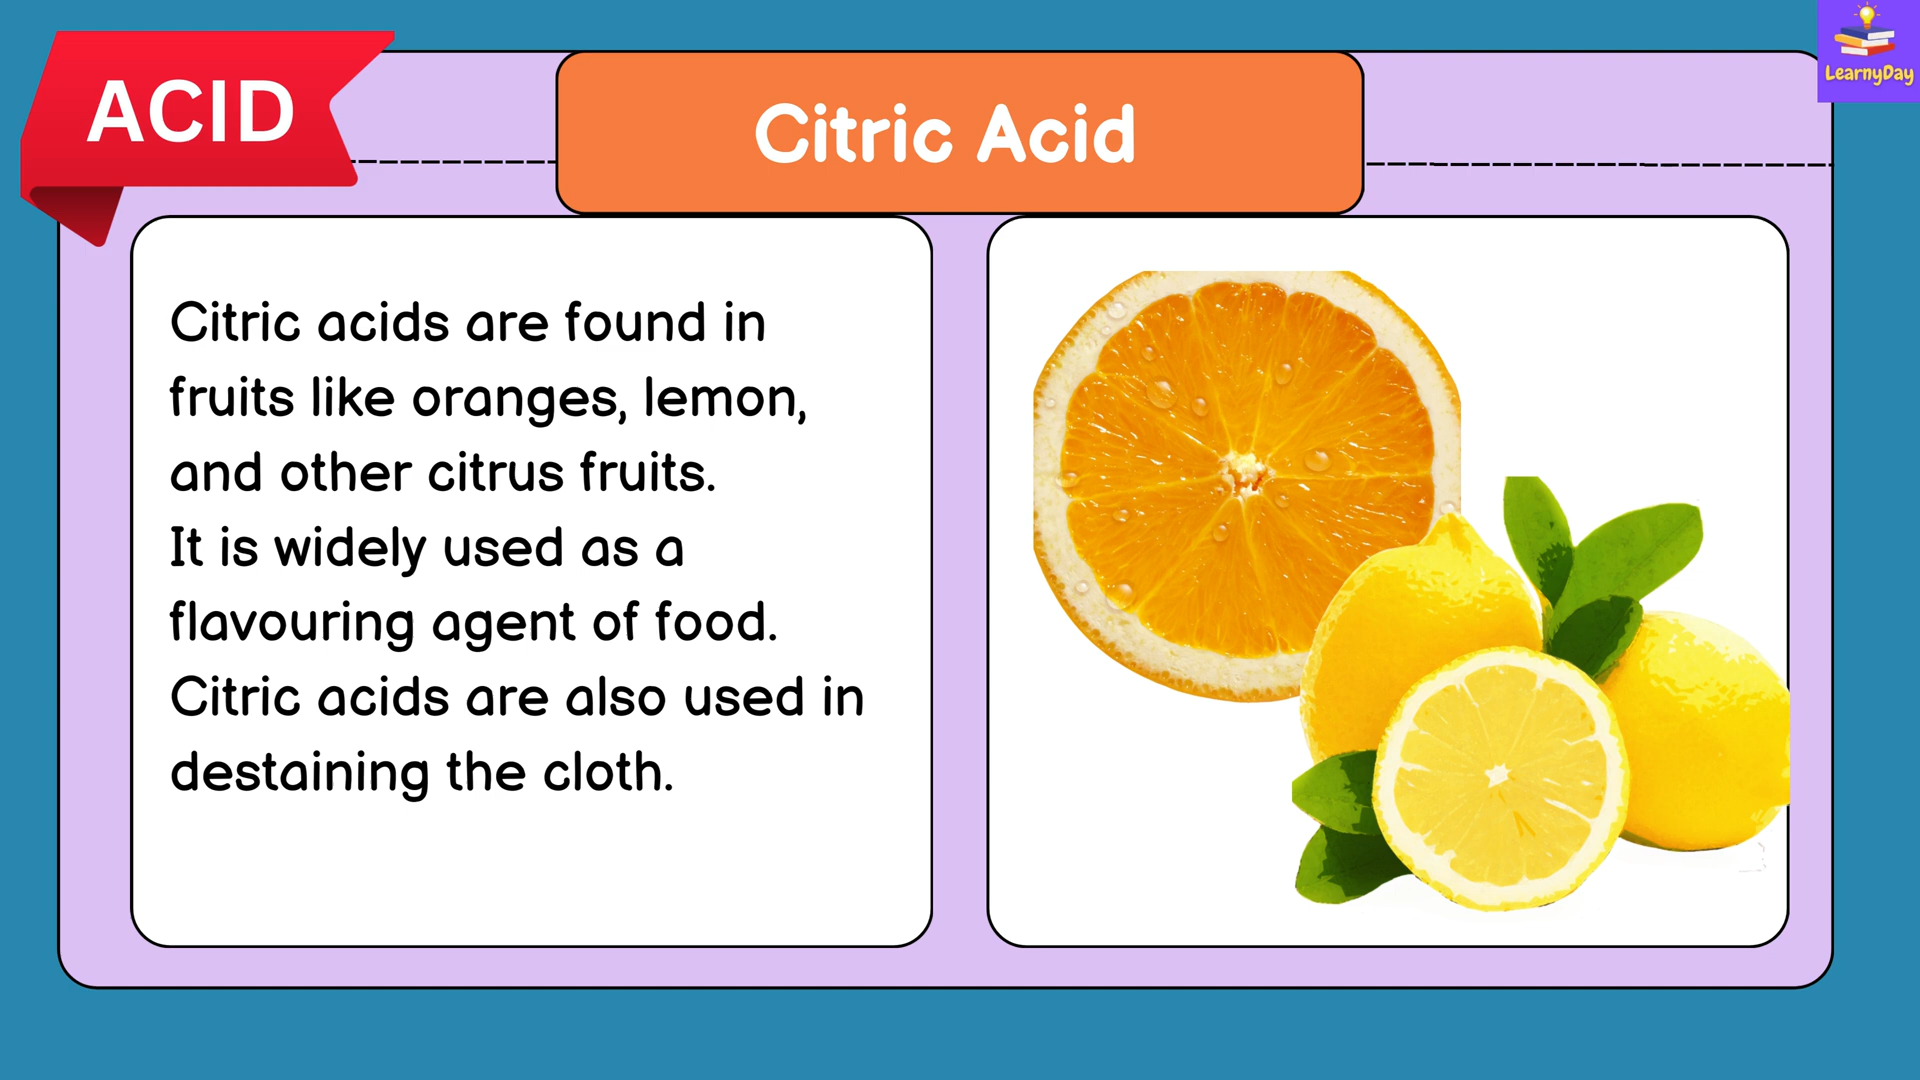 ACID
Citric Acid
LearnyDay
Citric acids are found in
fruits like oranges, lemon,
and other citrus fruits.
It is widely used as a
flavouring agent of food.
Citric acids are also used in
destaining the cloth.